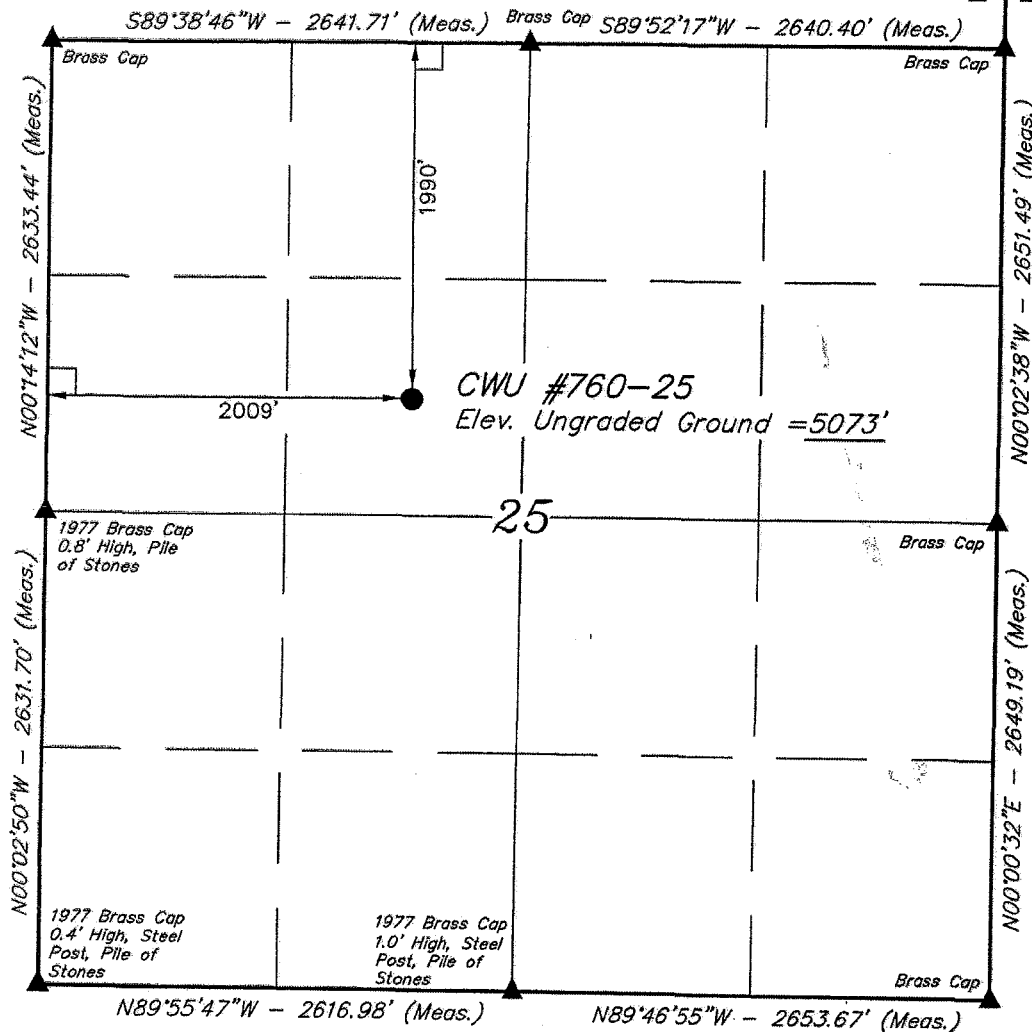 S89°38'46"W - 2641.71' (Meas.)
Brass Cap
S89°52'17"W - 2640.40' (Meas.)
Brass Cap
Brass Cap
N00°14'12"W - 2633.44' (Meas.)
1990'
N00°02'38"W - 2651.49' (Meas.)
2009'
CWU #760-25
Elev. Ungraded Ground = 5073'
25
1977 Brass Cap
0.8' High, Pile
of Stones
Brass Cap
N00°02'50"W - 2631.70' (Meas.)
N00°00'32"E - 2649.19' (Meas.)
1977 Brass Cap
0.4' High, Steel
Post, Pile of
Stones
1977 Brass Cap
1.0' High, Steel
Post, Pile of
Stones
Brass Cap
N89°55'47"W - 2616.98' (Meas.)
N89°46'55"W - 2653.67' (Meas.)